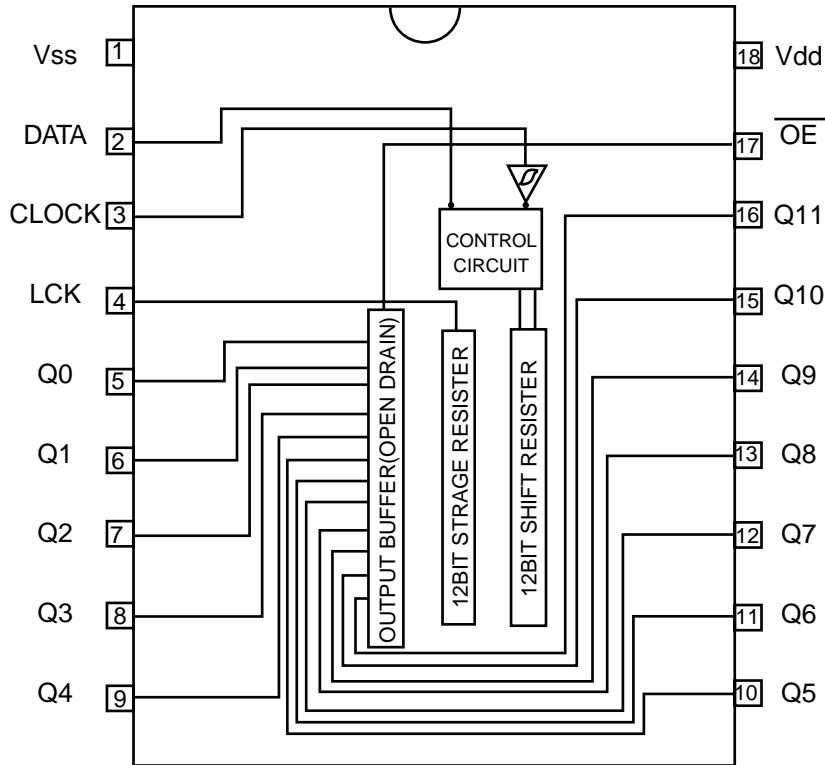 Vss 1
18 Vdd
DATA 2
17 OE
CLOCK 3
16 Q11
CONTROL
CIRCUIT
LCK 4
15 Q10
Q0 5
14 Q9
Q1 6
13 Q8
Q2 7
12 Q7
Q3 8
11 Q6
Q4 9
10 Q5
OUTPUT BUFFER(OPEN DRAIN)
12BIT STRAGE RESISTER
12BIT SHIFT RESISTER